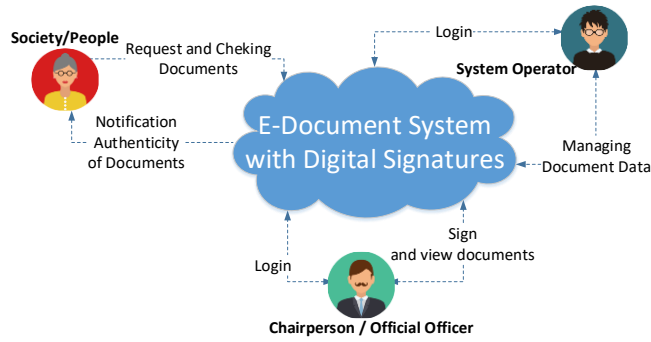 Society/People
Request and Cheking
Documents
Login
System Operator
Notification
Authenticity
of Documents
E-Document System
with Digital Signatures
Managing
Document Data
Sign
and view documents
Login
Chairperson / Official Officer